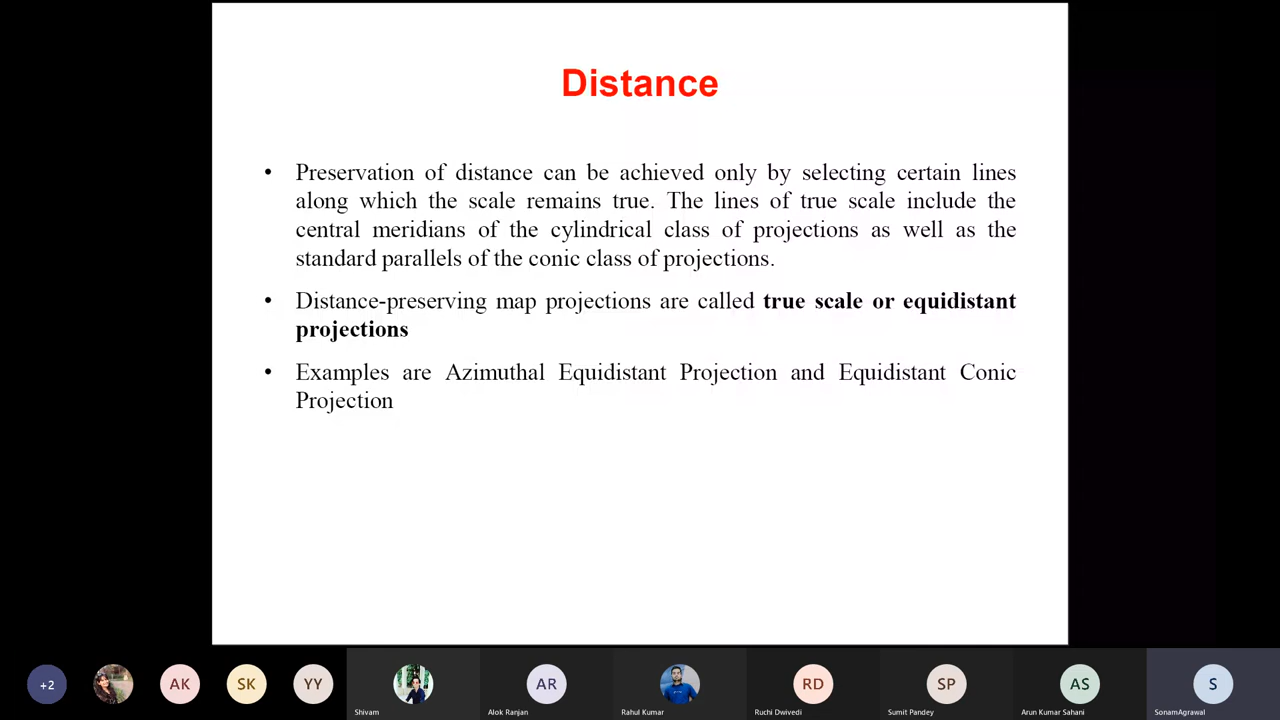 Distance
• Preservation of distance can be achieved only by selecting certain lines
along which the scale remains true. The lines of true scale include the
central meridians of the cylindrical class of projections as well as the
standard parallels of the conic class of projections.
• Distance-preserving map projections are called true scale or equidistant
projections
• Examples are Azimuthal Equidistant Projection and Equidistant Conic
Projection
+2 AK SK YY AR RD SP AS S
Shivam Alok Ranjan Rahul Kumar Ruchi Dwivedi Sumit Pandey Arun Kumar Sahani SonamAgrawal